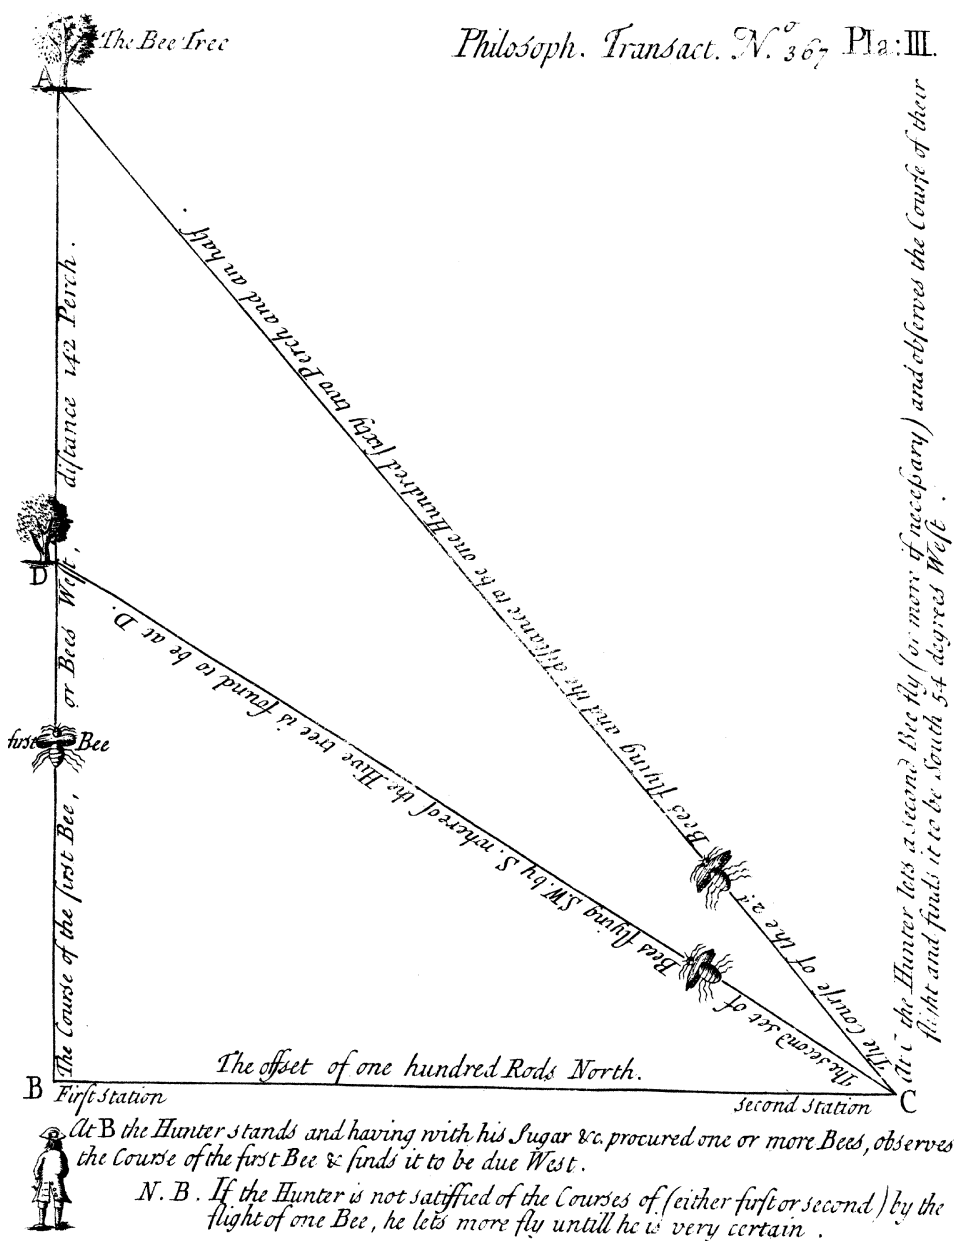 The Bee Tree
Philosoph. Transact. N.º 367 Pla: III.
A
The Course of the first Bee, or Bees West, distance 142 Perch.
D
first Bee
The Course of the 2.d Bees flying and the distance to be one Hundred sixty two Perch and an half.
The second set of Bees flying S.W. by S. whereof the Hive tree is found to be at D.
At C the Hunter lets a second Bee fly (or more if necessary) and observes the Course of their
flight and finds it to be South 54 degrees West.
The offset of one hundred Rods North.
B
First station
second station
C
At B the Hunter stands and having with his Sugar &c. procured one or more Bees, observes
the Course of the first Bee & finds it to be due West.
N. B. If the Hunter is not satisfied of the Courses of (either first or second) by the
flight of one Bee, he lets more fly untill he is very certain.